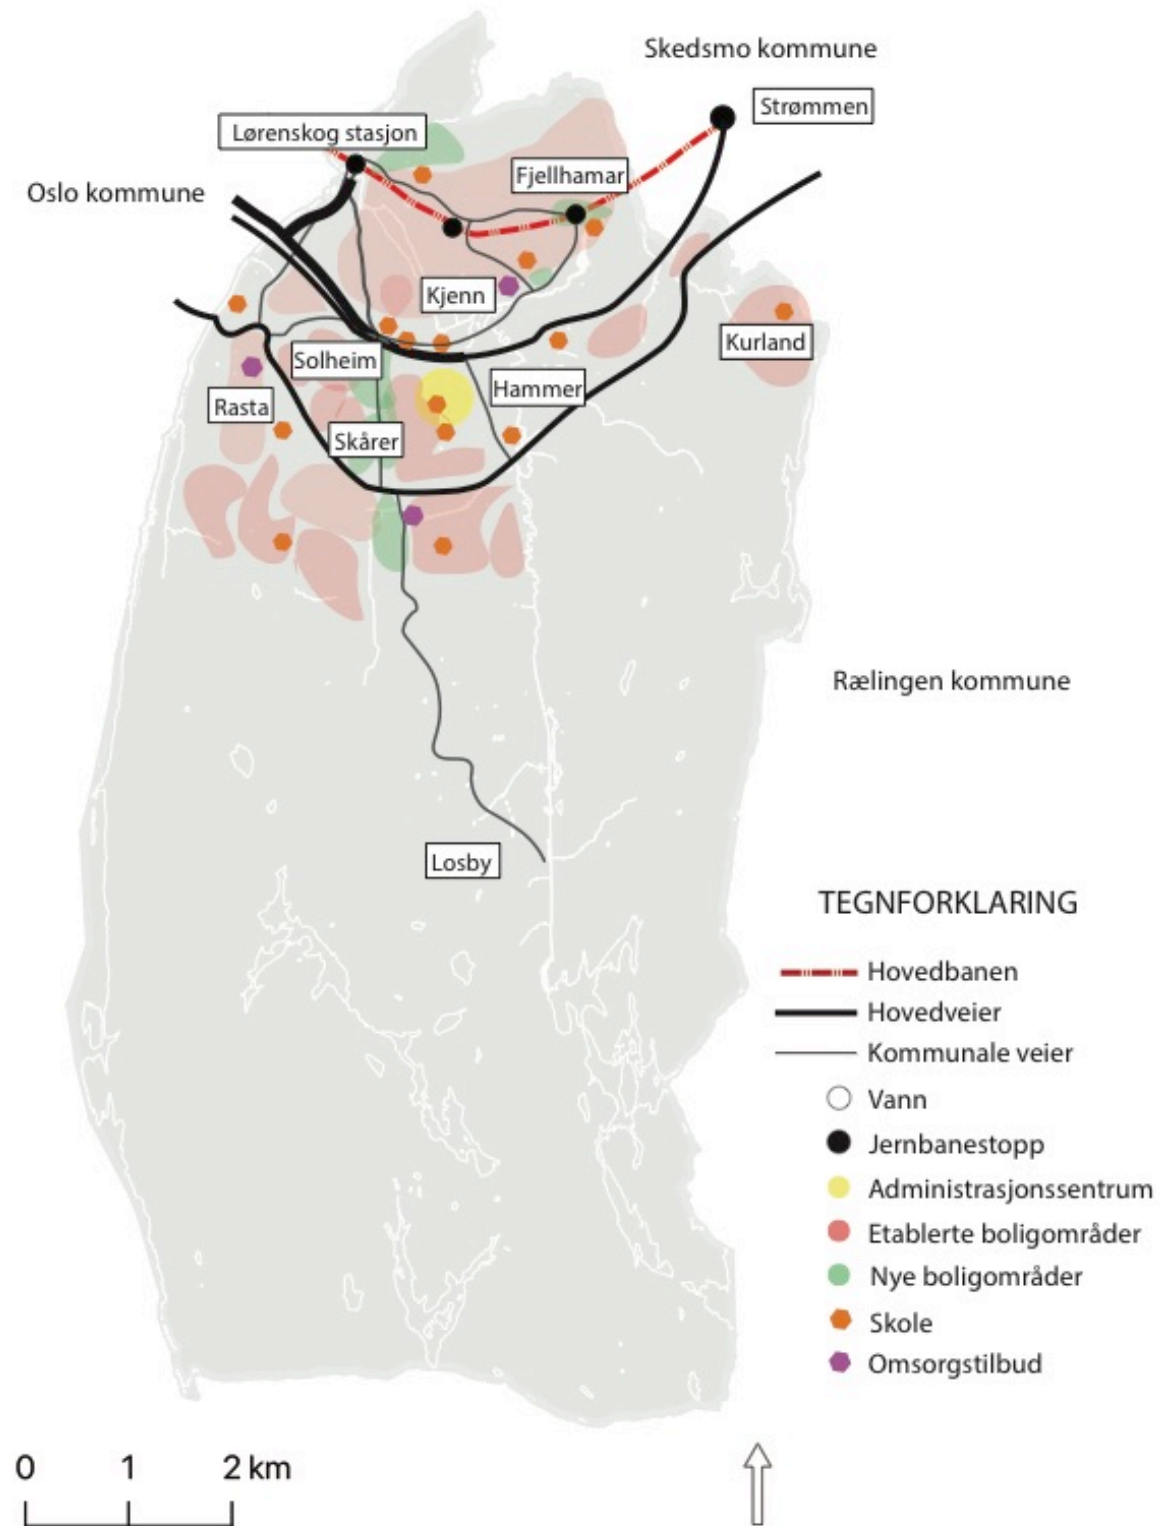 Skedsmo kommune
Strømmen
Lørenskog stasjon
Fjellhamar
Oslo kommune
Kjenn
Kurland
Solheim
Hammer
Rasta
Skårer
Rælingen kommune
Losby
TEGNFORKLARING
Hovedbanen
Hovedveier
Kommunale veier
Vann
Jernbanestopp
Administrasjonssentrum
Etablerte boligområder
Nye boligområder
Skole
Omsorgstilbud
0 1 2 km